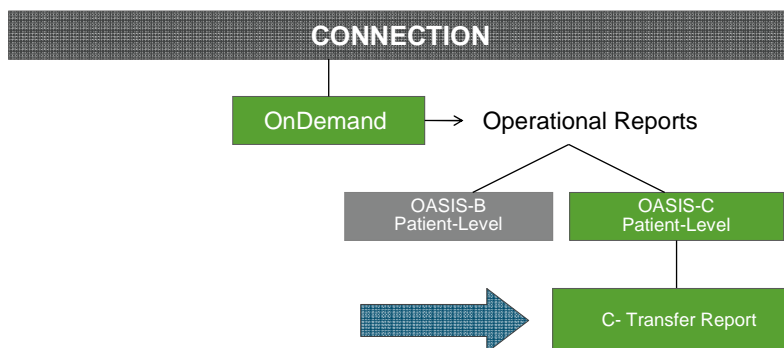 CONNECTION
OnDemand
Operational Reports
OASIS-B
Patient-Level
OASIS-C
Patient-Level
C- Transfer Report